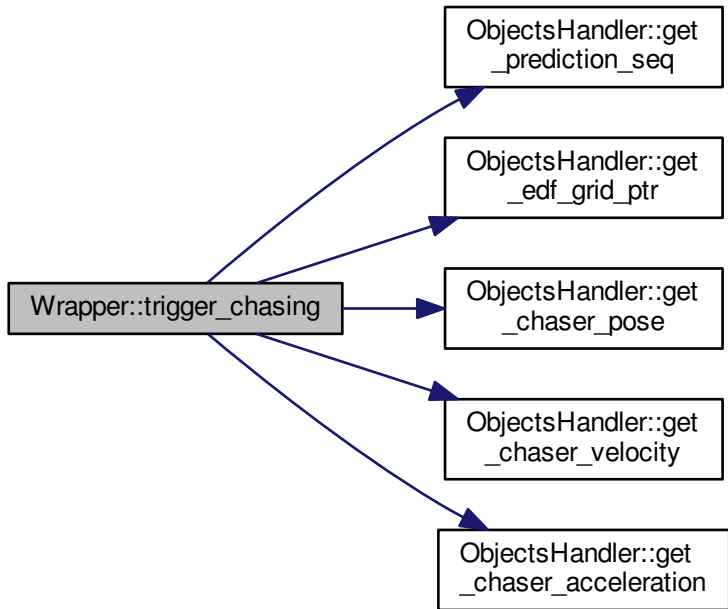 ObjectsHandler::get
_prediction_seq
ObjectsHandler::get
_edf_grid_ptr
Wrapper::trigger_chasing
ObjectsHandler::get
_chaser_pose
ObjectsHandler::get
_chaser_velocity
ObjectsHandler::get
_chaser_acceleration